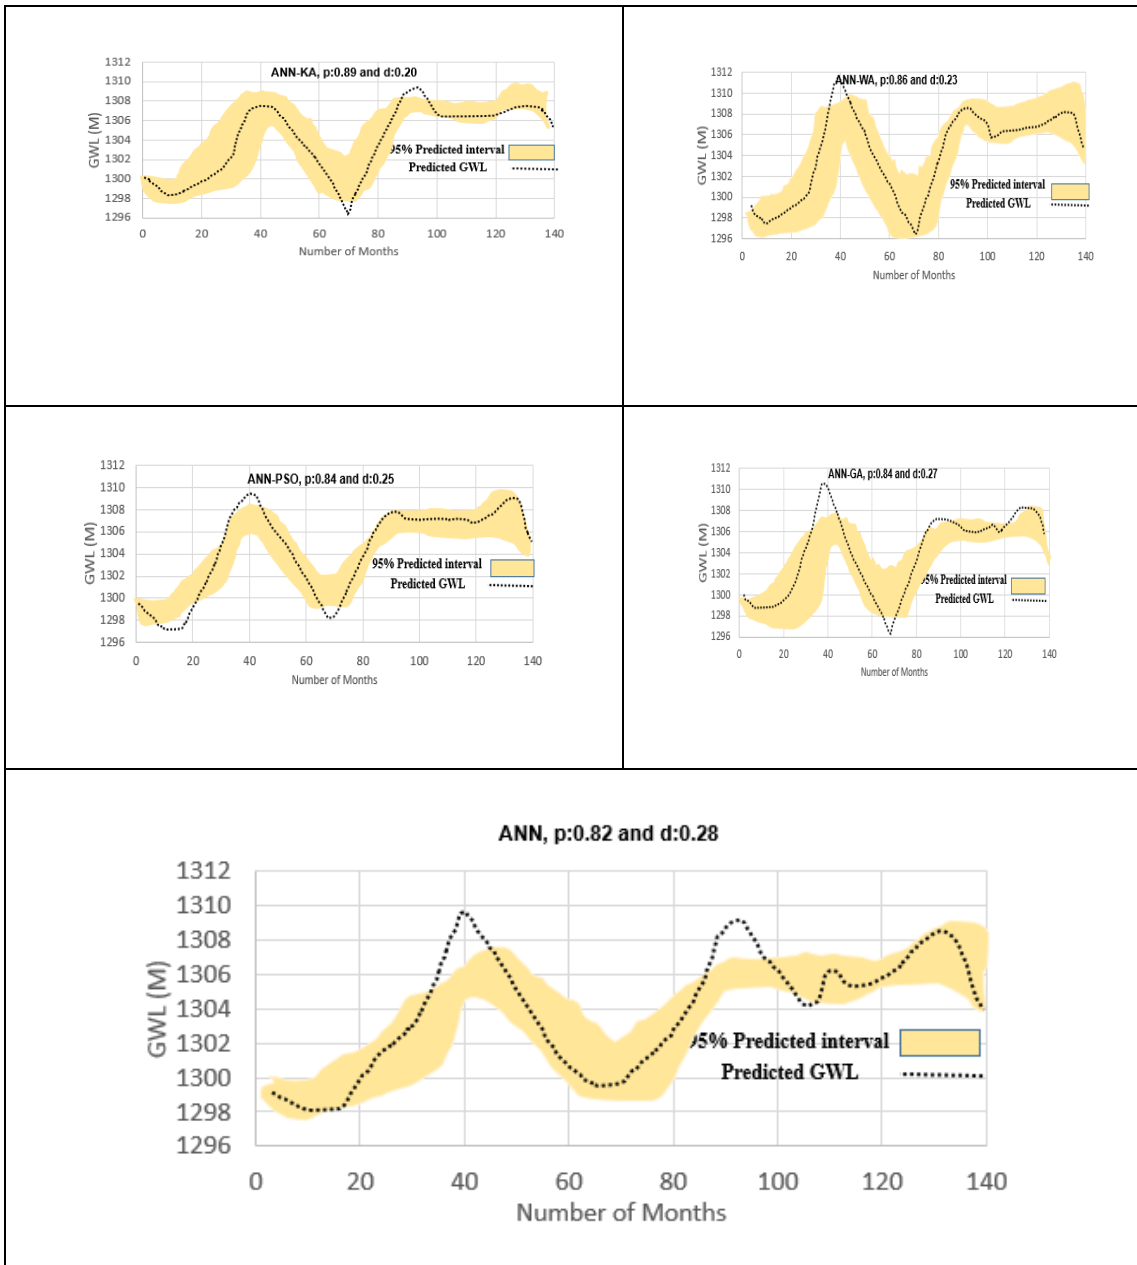 ANN-KA, p:0.89 and d:0.20
1312
1310
1308
1306
1304
1302
1300
1298
1296
GWL (M)
95% Predicted interval
Predicted GWL
0 20 40 60 80 100 120 140
Number of Months
ANN-WA, p:0.86 and d:0.23
1312
1310
1308
1306
1304
1302
1300
1298
1296
GWL (M)
95% Predicted interval
Predicted GWL
0 20 40 60 80 100 120 140
Number of Months
ANN-PSO, p:0.84 and d:0.25
1312
1310
1308
1306
1304
1302
1300
1298
1296
GWL (M)
95% Predicted interval
Predicted GWL
0 20 40 60 80 100 120 140
Number of Months
ANN-GA, p:0.84 and d:0.27
1312
1310
1308
1306
1304
1302
1300
1298
1296
GWL (M)
95% Predicted interval
Predicted GWL
0 20 40 60 80 100 120 140
Number of Months
ANN, p:0.82 and d:0.28
1312
1310
1308
1306
1304
1302
1300
1298
1296
GWL (M)
95% Predicted interval
Predicted GWL
0 20 40 60 80 100 120 140
Number of Months